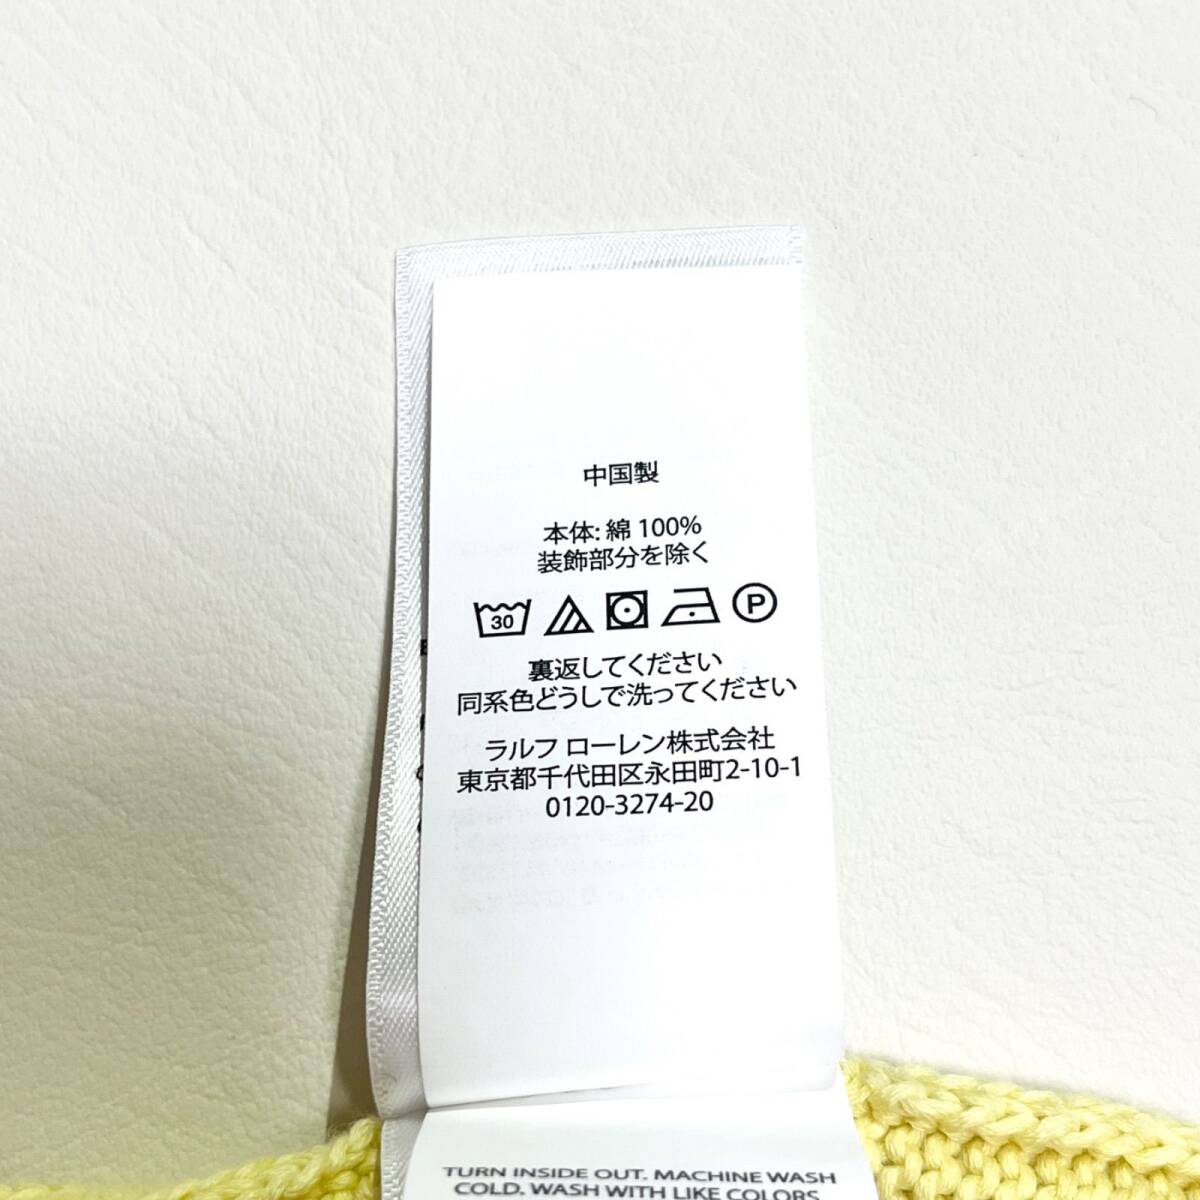 中国製
本体: 綿 100%
装飾部分を除く
30 P
裏返してください
同系色どうしで洗ってください
ラルフ ローレン株式会社
東京都千代田区永田町2-10-1
0120-3274-20
TURN INSIDE OUT. MACHINE WASH
COLD. WASH WITH LIKE COLORS